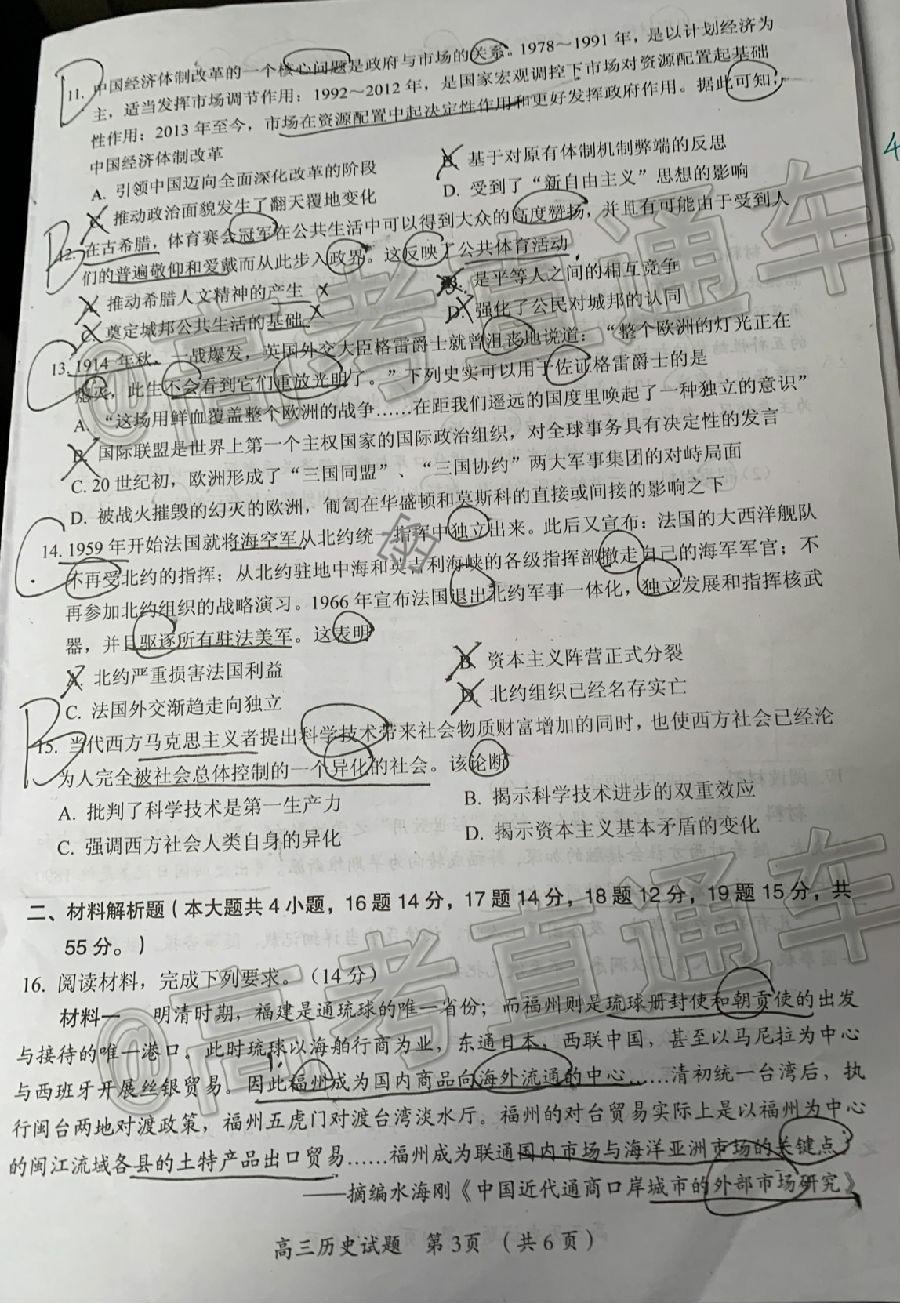 11. 中国经济体制改革的一个核心问题是政府与市场的关系。1978～1991 年，是以计划经济为
主，适当发挥市场调节作用；1992～2012 年，是国家宏观调控下市场对资源配置起基础
性作用；2013 年至今，市场在资源配置中起决定性作用和更好发挥政府作用。据此可知，
中国经济体制改革
A. 引领中国迈向全面深化改革的阶段 B. 基于对原有体制机制弊端的反思
C. 推动政治面貌发生了翻天覆地变化 D. 受到了“新自由主义”思想的影响
12. 在古希腊，体育赛会冠军在公共生活中可以得到大众的高度赞扬，并且有可能由于受到人
们的普遍敬仰和爱戴而从此步入政界。这反映了公共体育活动
A. 推动希腊人文精神的产生 B. 是平等人之间的相互竞争
C. 奠定城邦公共生活的基础 D. 强化了公民对城邦的认同
13. 1914 年秋。一战爆发，英国外交大臣格雷爵士就曾沮丧地说道：“整个欧洲的灯光正在
熄灭，此生不会看到它们重放光明了。”下列史实可以用于佐证格雷爵士的是
A. “这场用鲜血覆盖整个欧洲的战争……在距我们遥远的国度里唤起了一种独立的意识”
B. 国际联盟是世界上第一个主权国家的国际政治组织，对全球事务具有决定性的发言
C. 20 世纪初，欧洲形成了“三国同盟”、“三国协约”两大军事集团的对峙局面
D. 被战火摧毁的幻灭的欧洲，匍匐在华盛顿和莫斯科的直接或间接的影响之下
14. 1959 年开始法国就将海空军从北约统一指挥中独立出来。此后又宣布：法国的大西洋舰队
不再受北约的指挥；从北约驻地中海和英吉利海峡的各级指挥部撤走自己的海军军官；不
再参加北约组织的战略演习。1966 年宣布法国退出北约军事一体化，独立发展和指挥核武
器，并且驱逐所有驻法美军。这表明
A. 北约严重损害法国利益 B. 资本主义阵营正式分裂
C. 法国外交渐趋走向独立 D. 北约组织已经名存实亡
15. 当代西方马克思主义者提出科学技术带来社会物质财富增加的同时，也使西方社会已经沦
为人完全被社会总体控制的一个异化的社会。该论断
A. 批判了科学技术是第一生产力 B. 揭示科学技术进步的双重效应
C. 强调西方社会人类自身的异化 D. 揭示资本主义基本矛盾的变化
二、材料解析题（本大题共 4 小题，16 题 14 分，17 题 14 分，18 题 12 分，19 题 15 分，共
55 分。）
16. 阅读材料，完成下列要求。（14 分）
材料一 明清时期，福建是通琉球的唯一省份；而福州则是琉球册封使和朝贡使的出发
与接待的唯一港口。此时琉球以海舶行商为业，东通日本，西联中国，甚至以马尼拉为中心
与西班牙开展丝银贸易。因此福州成为国内商品向海外流通的中心……清初统一台湾后，执
行闽台两地对渡政策，福州五虎门对渡台湾淡水厅。福州的对台贸易实际上是以福州为中心
的闽江流域各县的土特产品出口贸易……福州成为联通国内市场与海洋亚洲市场的关键点。
——摘编水海刚《中国近代通商口岸城市的外部市场研究》
高三历史试题 第 3页 （共 6 页）
D
B
C
C
B
@高考直通车
@高考直通车